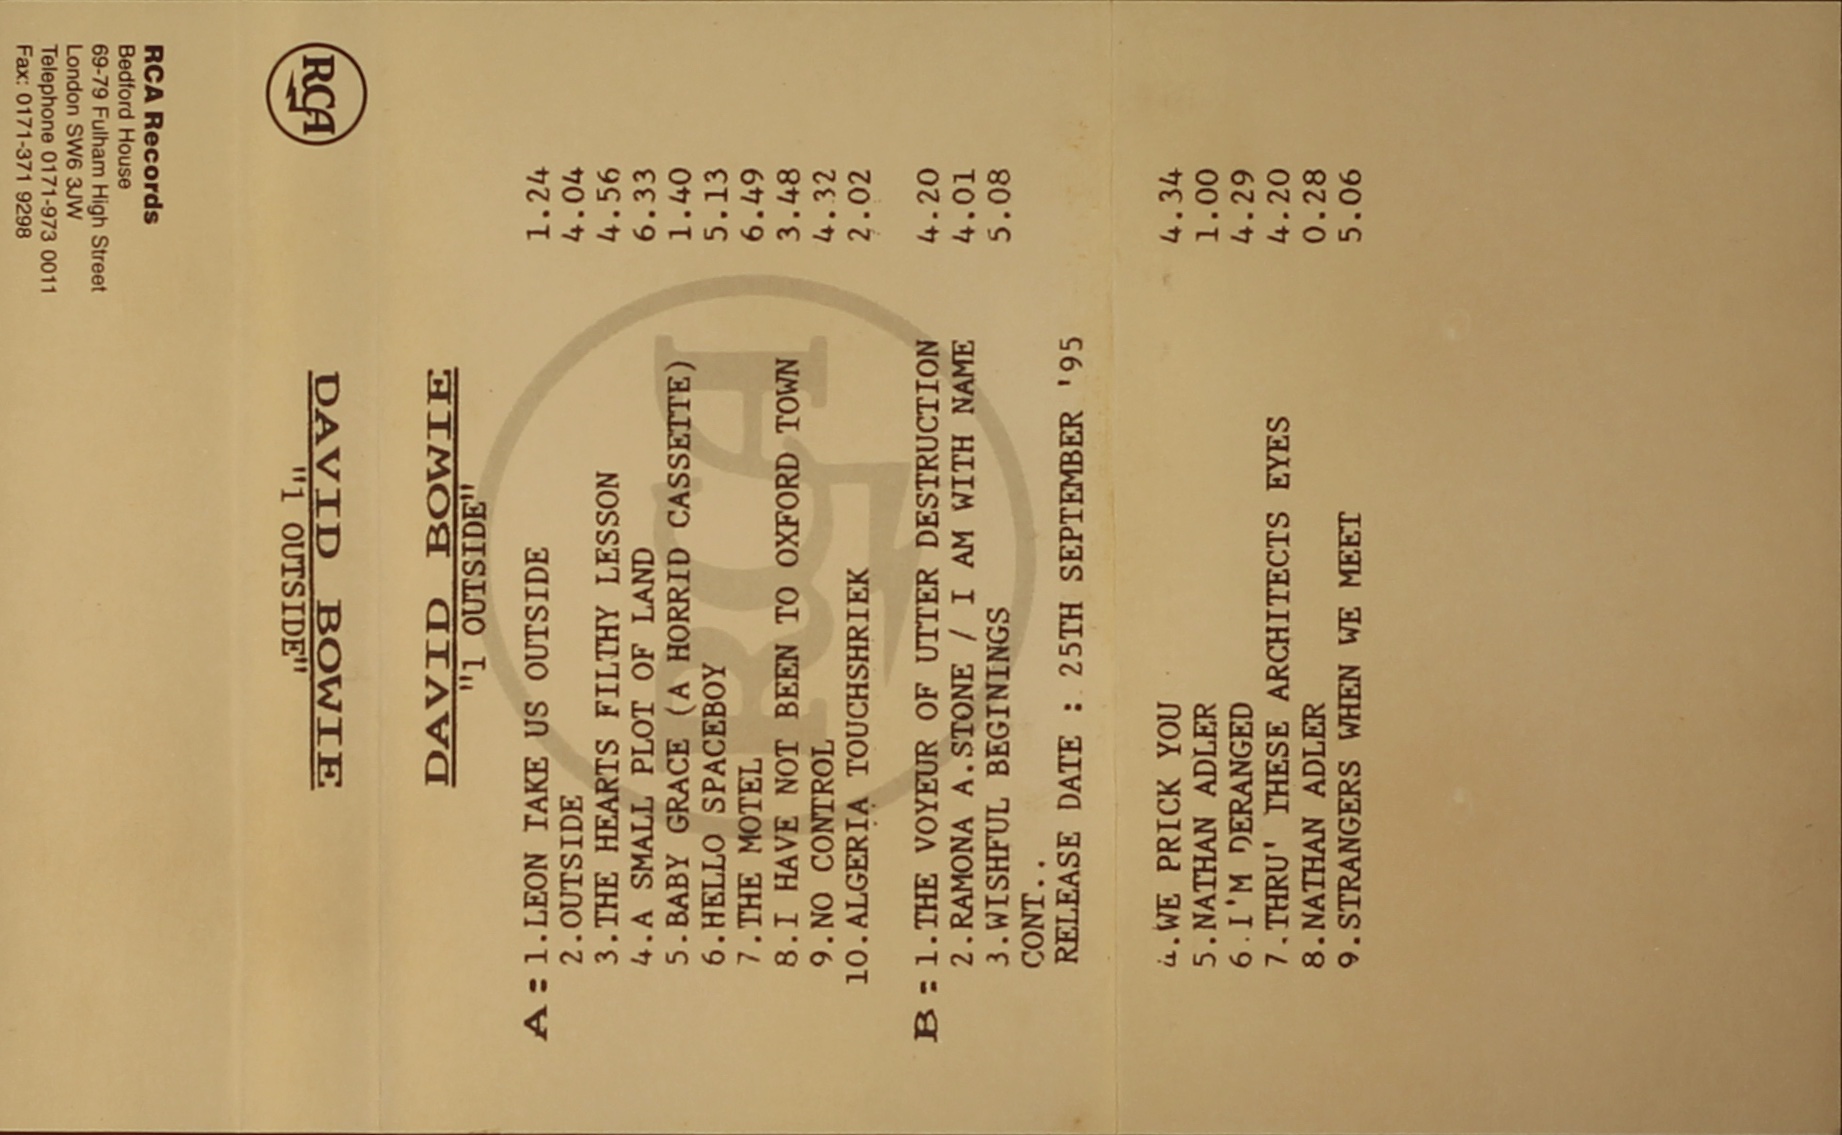 RCA Records
Bedford House
69-79 Fulham High Street
London SW6 3JW
Telephone 0171-973 0011
Fax: 0171-371 9298
RCA
DAVID BOWIE
"1 OUTSIDE"
DAVID BOWIE
"1 OUTSIDE"
A = 1.LEON TAKE US OUTSIDE 1.24
2.OUTSIDE 4.04
3.THE HEARTS FILTHY LESSON 4.56
4.A SMALL PLOT OF LAND 6.33
5.BABY GRACE (A HORRID CASSETTE) 1.40
6.HELLO SPACEBOY 5.13
7.THE MOTEL 6.49
8.I HAVE NOT BEEN TO OXFORD TOWN 3.48
9.NO CONTROL 4.32
10.ALGERIA TOUCHSHRIEK 2.02
B = 1.THE VOYEUR OF UTTER DESTRUCTION 4.20
2.RAMONA A.STONE / I AM WITH NAME 4.01
3.WISHFUL BEGININGS 5.08
CONT..
RELEASE DATE : 25TH SEPTEMBER '95
4.WE PRICK YOU 4.34
5.NATHAN ADLER 1.00
6.I'M DERANGED 4.29
7.THRU' THESE ARCHITECTS EYES 4.20
8.NATHAN ADLER 0.28
9.STRANGERS WHEN WE MEET 5.06
RCA